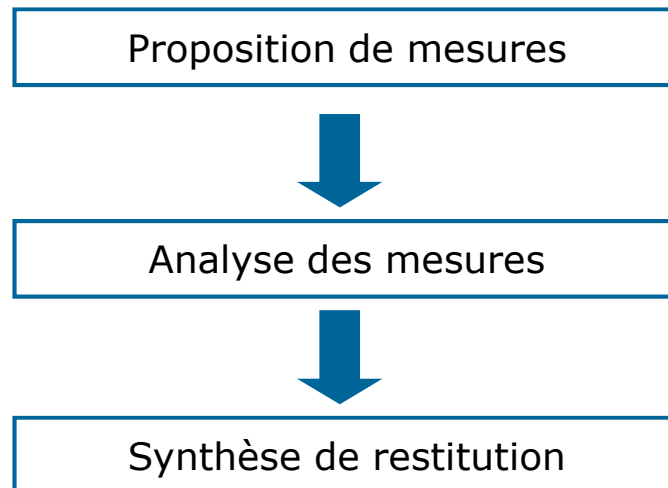 Proposition de mesures
Analyse des mesures
Synthèse de restitution